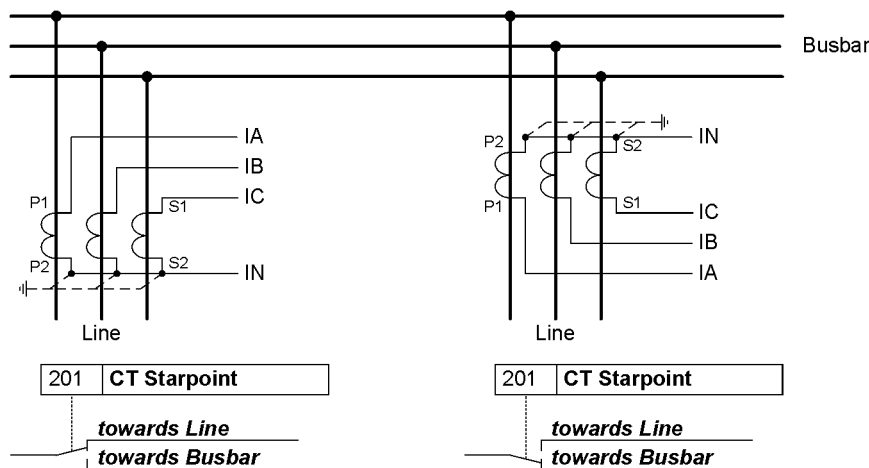 Busbar
IA
IB
IC
P1
S1
P2
S2
IN
Line
P2
S2
IN
P1
S1
IC
IB
IA
Line
201 CT Starpoint
towards Line
towards Busbar
201 CT Starpoint
towards Line
towards Busbar